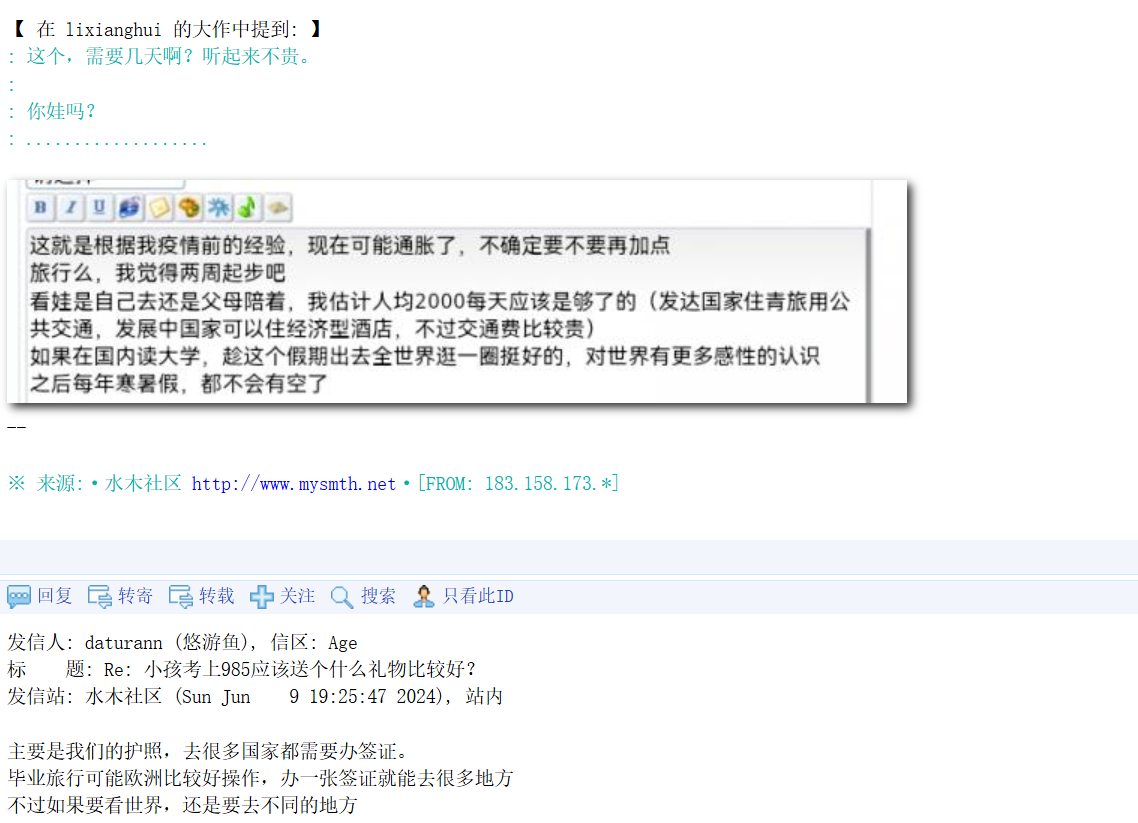 【 在 lixianghui 的大作中提到: 】
: 这个，需要几天啊？听起来不贵。
:
: 你娃吗？
: ...................
B I U
这就是根据我疫情前的经验，现在可能通胀了，不确定要不要再加点
旅行么，我觉得两周起步吧
看娃是自己去还是父母陪着，我估计人均2000每天应该是够了的（发达国家住青旅用公
共交通，发展中国家可以住经济型酒店，不过交通费比较贵）
如果在国内读大学，趁这个假期出去全世界逛一圈挺好的，对世界有更多感性的认识
之后每年寒暑假，都不会有空了
--
※ 来源:·水木社区 http://www.mysmth.net·[FROM: 183.158.173.*]
回复 转寄 转载 关注 搜索 只看此ID
发信人: daturann (悠游鱼), 信区: Age
标    题: Re: 小孩考上985应该送个什么礼物比较好？
发信站: 水木社区 (Sun Jun  9 19:25:47 2024), 站内
主要是我们的护照，去很多国家都需要办签证。
毕业旅行可能欧洲比较好操作，办一张签证就能去很多地方
不过如果要看世界，还是要去不同的地方